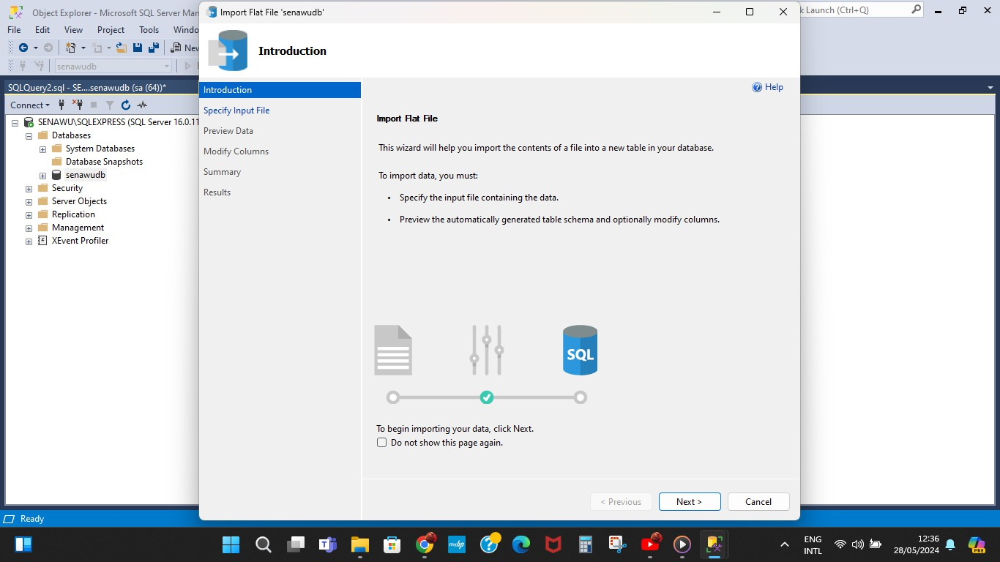 Object Explorer - Microsoft SQL Server Man
Import Flat File 'senawudb'
k Launch (Ctrl+Q)
File Edit View Project Tools Windo
New
senawudb
Introduction
SQLQuery2.sql - SE....senawudb (sa (64))*
Connect
SENAWU\SQLEXPRESS (SQL Server 16.0.11
Databases
System Databases
Database Snapshots
senawudb
Security
Server Objects
Replication
Management
XEvent Profiler
Introduction
Specify Input File
Preview Data
Modify Columns
Summary
Results
Help
Import Flat File
This wizard will help you import the contents of a file into a new table in your database.
To import data, you must:
• Specify the input file containing the data.
• Preview the automatically generated table schema and optionally modify columns.
SQL
To begin importing your data, click Next.
Do not show this page again.
< Previous Next > Cancel
Ready
myhp
ENG
INTL
12:36
28/05/2024
PRE